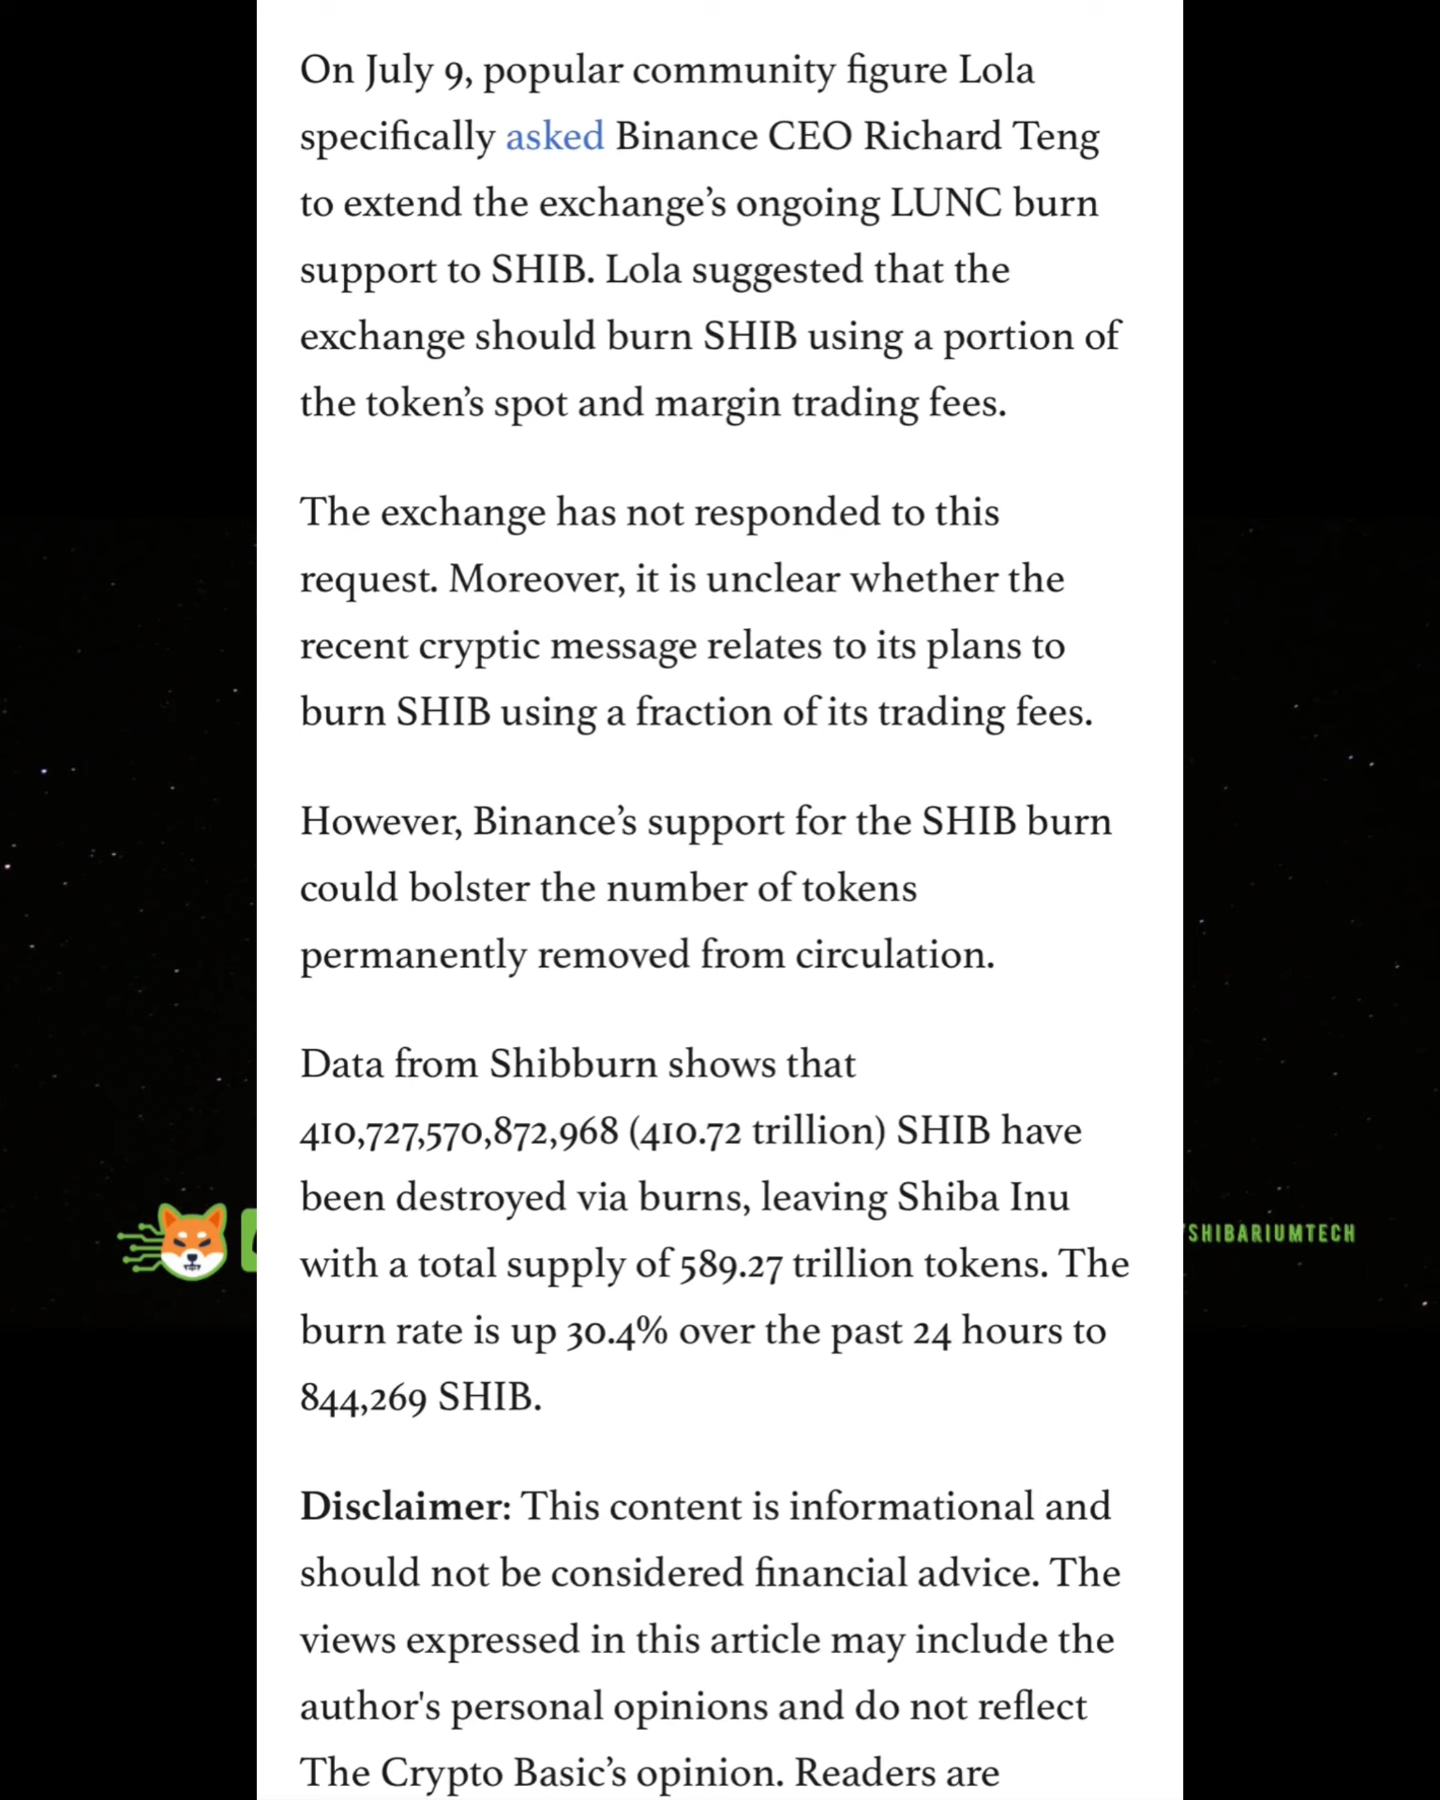 On July 9, popular community figure Lola
specifically asked Binance CEO Richard Teng
to extend the exchange’s ongoing LUNC burn
support to SHIB. Lola suggested that the
exchange should burn SHIB using a portion of
the token’s spot and margin trading fees.
The exchange has not responded to this
request. Moreover, it is unclear whether the
recent cryptic message relates to its plans to
burn SHIB using a fraction of its trading fees.
However, Binance’s support for the SHIB burn
could bolster the number of tokens
permanently removed from circulation.
Data from Shibburn shows that
410,727,570,872,968 (410.72 trillion) SHIB have
been destroyed via burns, leaving Shiba Inu
with a total supply of 589.27 trillion tokens. The
burn rate is up 30.4% over the past 24 hours to
844,269 SHIB.
Disclaimer: This content is informational and
should not be considered financial advice. The
views expressed in this article may include the
author's personal opinions and do not reflect
The Crypto Basic’s opinion. Readers are
SHIBARIUMTECH